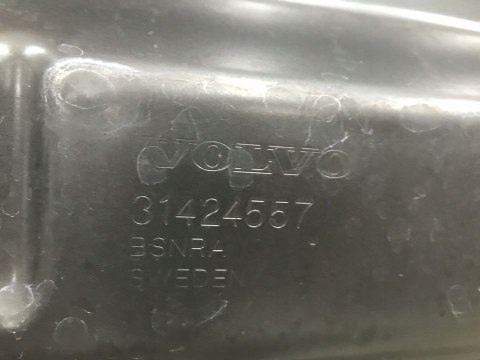 VOLVO
31424557
BSNRA
SWEDEN